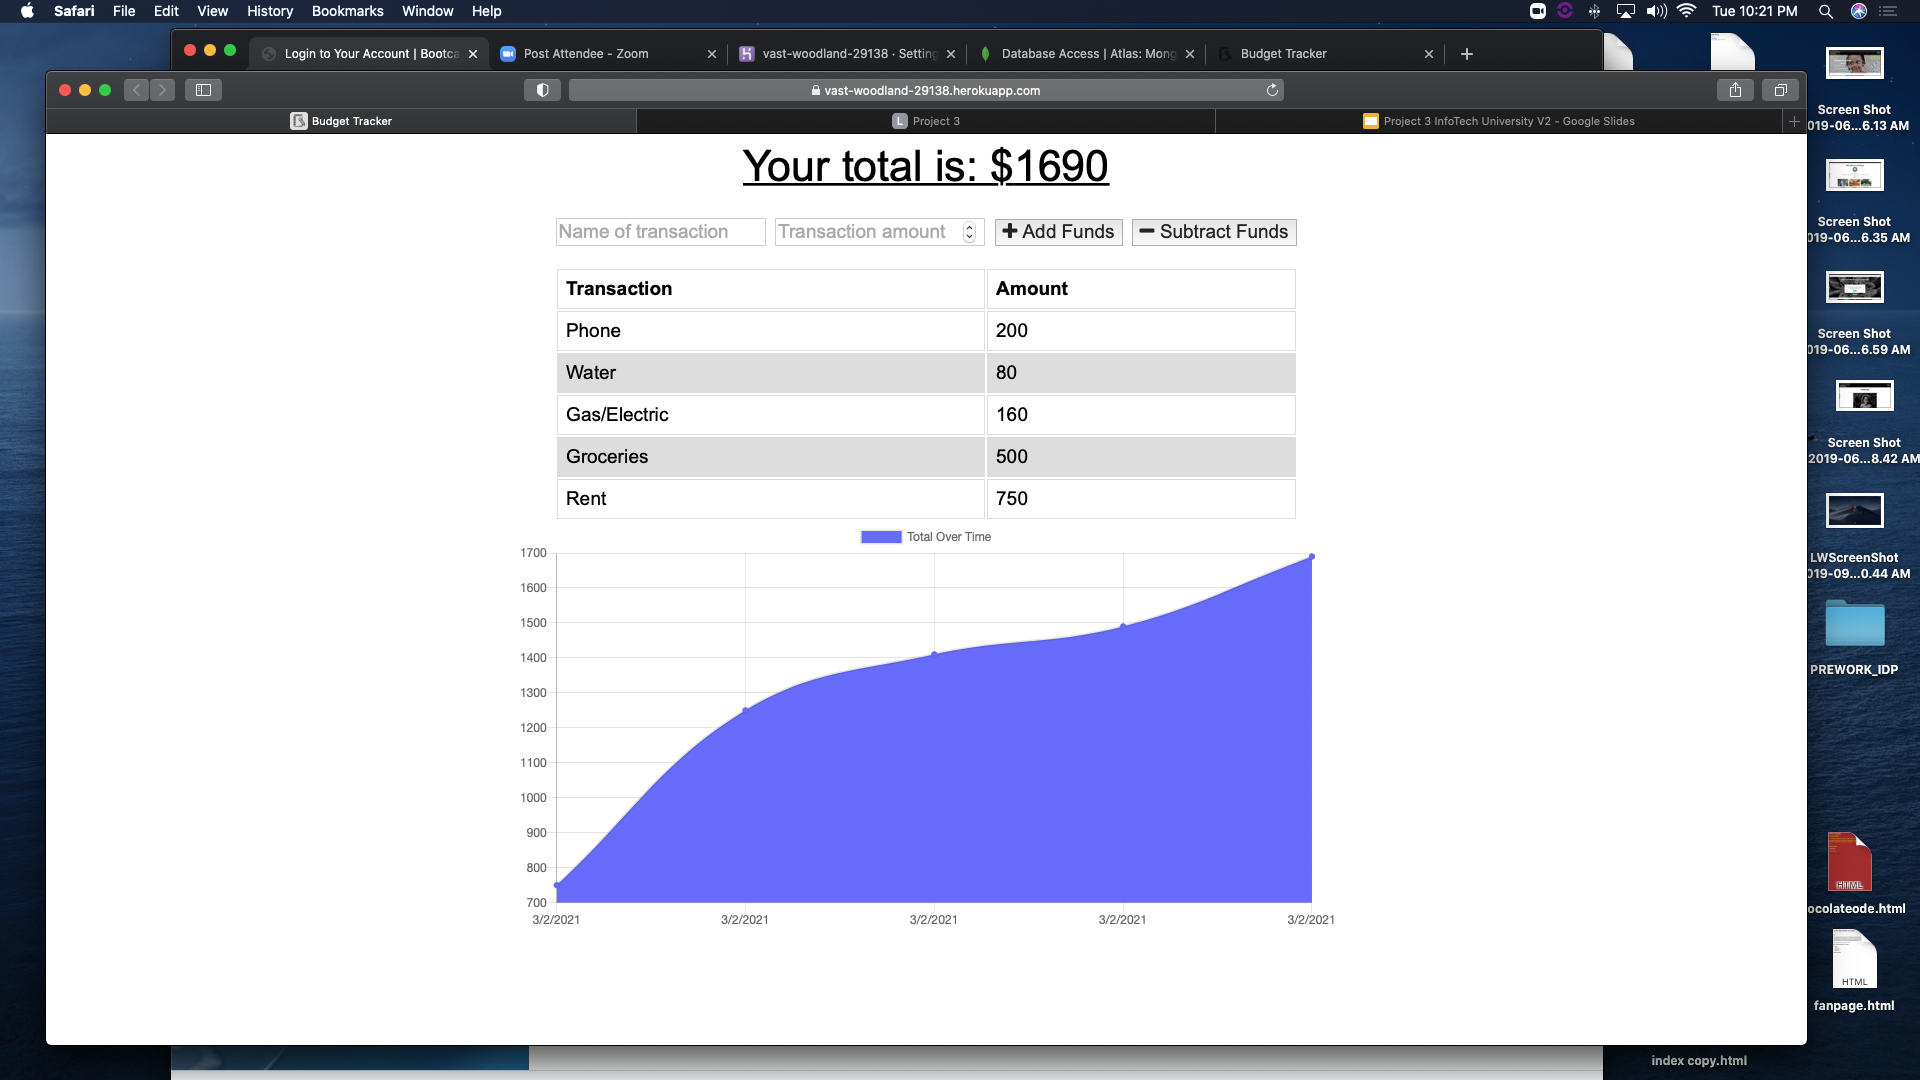 Safari File Edit View History Bookmarks Window Help
Tue 10:21 PM
Login to Your Account | Bootca
Post Attendee - Zoom
vast-woodland-29138 · Setting
Database Access | Atlas: Mong
Budget Tracker
vast-woodland-29138.herokuapp.com
Budget Tracker
L Project 3
Project 3 InfoTech University V2 - Google Slides
Your total is: $1690
Name of transaction
Transaction amount
Add Funds
Subtract Funds
Transaction Amount
Phone 200
Water 80
Gas/Electric 160
Groceries 500
Rent 750
Total Over Time
1700
1600
1500
1400
1300
1200
1100
1000
900
800
700
3/2/2021 3/2/2021 3/2/2021 3/2/2021 3/2/2021
Screen Shot
019-06...6.13 AM
Screen Shot
019-06...6.35 AM
Screen Shot
019-06...6.59 AM
Screen Shot
2019-06...8.42 AM
LWScreenShot
019-09...0.44 AM
PREWORK_IDP
HTML
ocolateode.html
HTML
fanpage.html
index copy.html